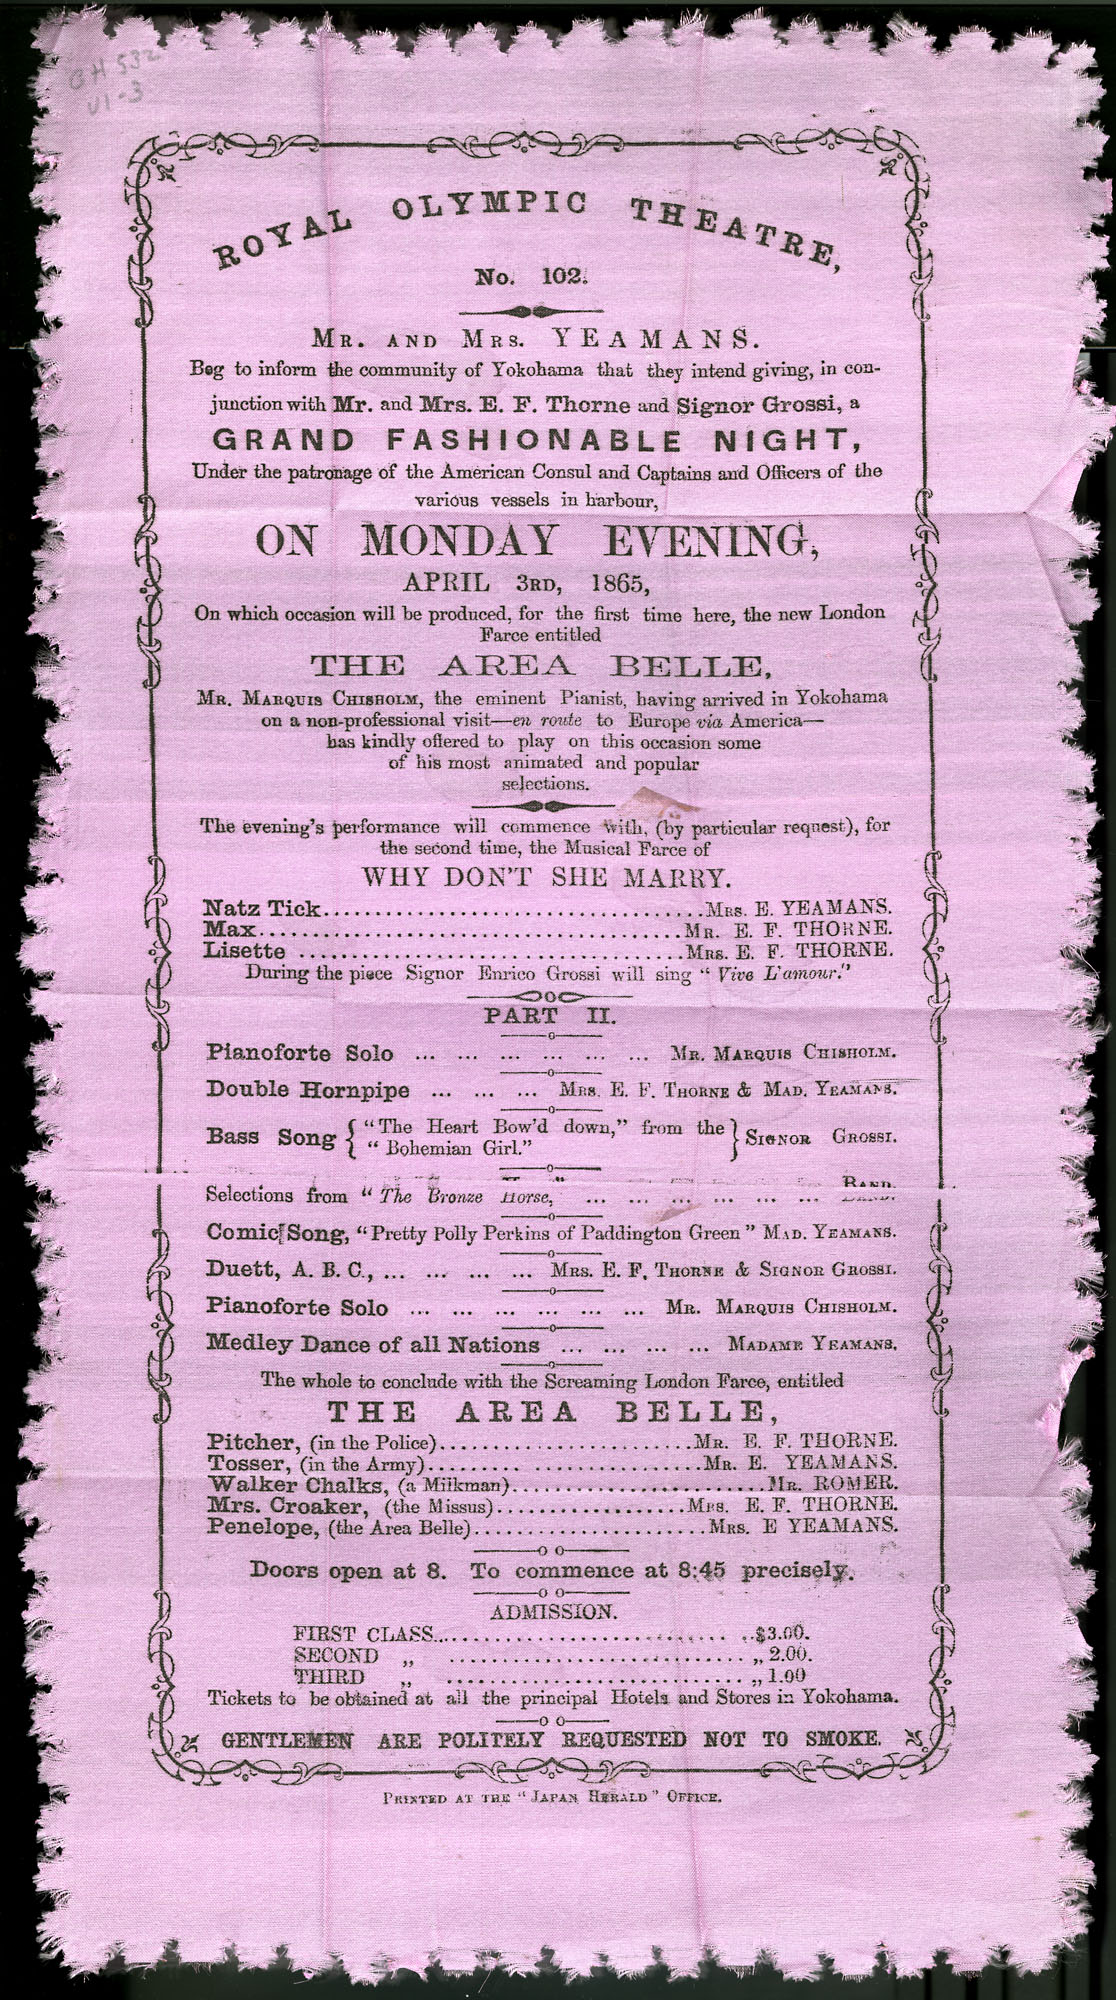 GH 532
V1-3
ROYAL OLYMPIC THEATRE,
No. 102.
MR. AND MRS. YEAMANS.
Beg to inform the community of Yokohama that they intend giving, in con-
junction with Mr. and Mrs. E. F. Thorne and Signor Grossi, a
GRAND FASHIONABLE NIGHT,
Under the patronage of the American Consul and Captains and Officers of the
various vessels in harbour,
ON MONDAY EVENING,
APRIL 3RD, 1865,
On which occasion will be produced, for the first time here, the new London
Farce entitled
THE AREA BELLE,
MR. MARQUIS CHISHOLM, the eminent Pianist, having arrived in Yokohama
on a non-professional visit—en route to Europe via America—
has kindly offered to play on this occasion some
of his most animated and popular
selections.
The evening's performance will commence with, (by particular request), for
the second time, the Musical Farce of
WHY DON'T SHE MARRY.
Natz Tick....................................MRS. E. YEAMANS.
Max........................................MR. E. F. THORNE.
Lisette ....................................MRS. E. F. THORNE.
During the piece Signor Enrico Grossi will sing "Vive L'amour."
PART II.
Pianoforte Solo ... ... ... ... ... ... MR. MARQUIS CHISHOLM.
Double Hornpipe ... ... ... MRS. E. F. THORNE & MAD. YEAMANS.
Bass Song { "The Heart Bow'd down," from the } SIGNOR GROSSI.
"Bohemian Girl."
Selections from "The Bronze Horse, ... ... ... ... ... ... BAND.
Comic Song, "Pretty Polly Perkins of Paddington Green" MAD. YEAMANS.
Duett, A. B. C., ... ... ... ... MRS. E. F. THORNE & SIGNOR GROSSI.
Pianoforte Solo ... ... ... ... ... ... MR. MARQUIS CHISHOLM.
Medley Dance of all Nations ... ... ... ... MADAME YEAMANS.
The whole to conclude with the Screaming London Farce, entitled
THE AREA BELLE,
Pitcher, (in the Police)........................MR. E. F. THORNE.
Tosser, (in the Army)..........................MR. E. YEAMANS.
Walker Chalks, (a Milkman)........................MR. ROMER.
Mrs. Croaker, (the Missus)..................MRS. E. F. THORNE.
Penelope, (the Area Belle)......................MRS. E YEAMANS.
Doors open at 8. To commence at 8:45 precisely.
ADMISSION.
FIRST CLASS..............................$3.00.
SECOND „ ..............................„ 2.00.
THIRD „ ..............................„ 1.00
Tickets to be obtained at all the principal Hotels and Stores in Yokohama.
GENTLEMEN ARE POLITELY REQUESTED NOT TO SMOKE.
PRINTED AT THE "JAPAN HERALD" OFFICE.